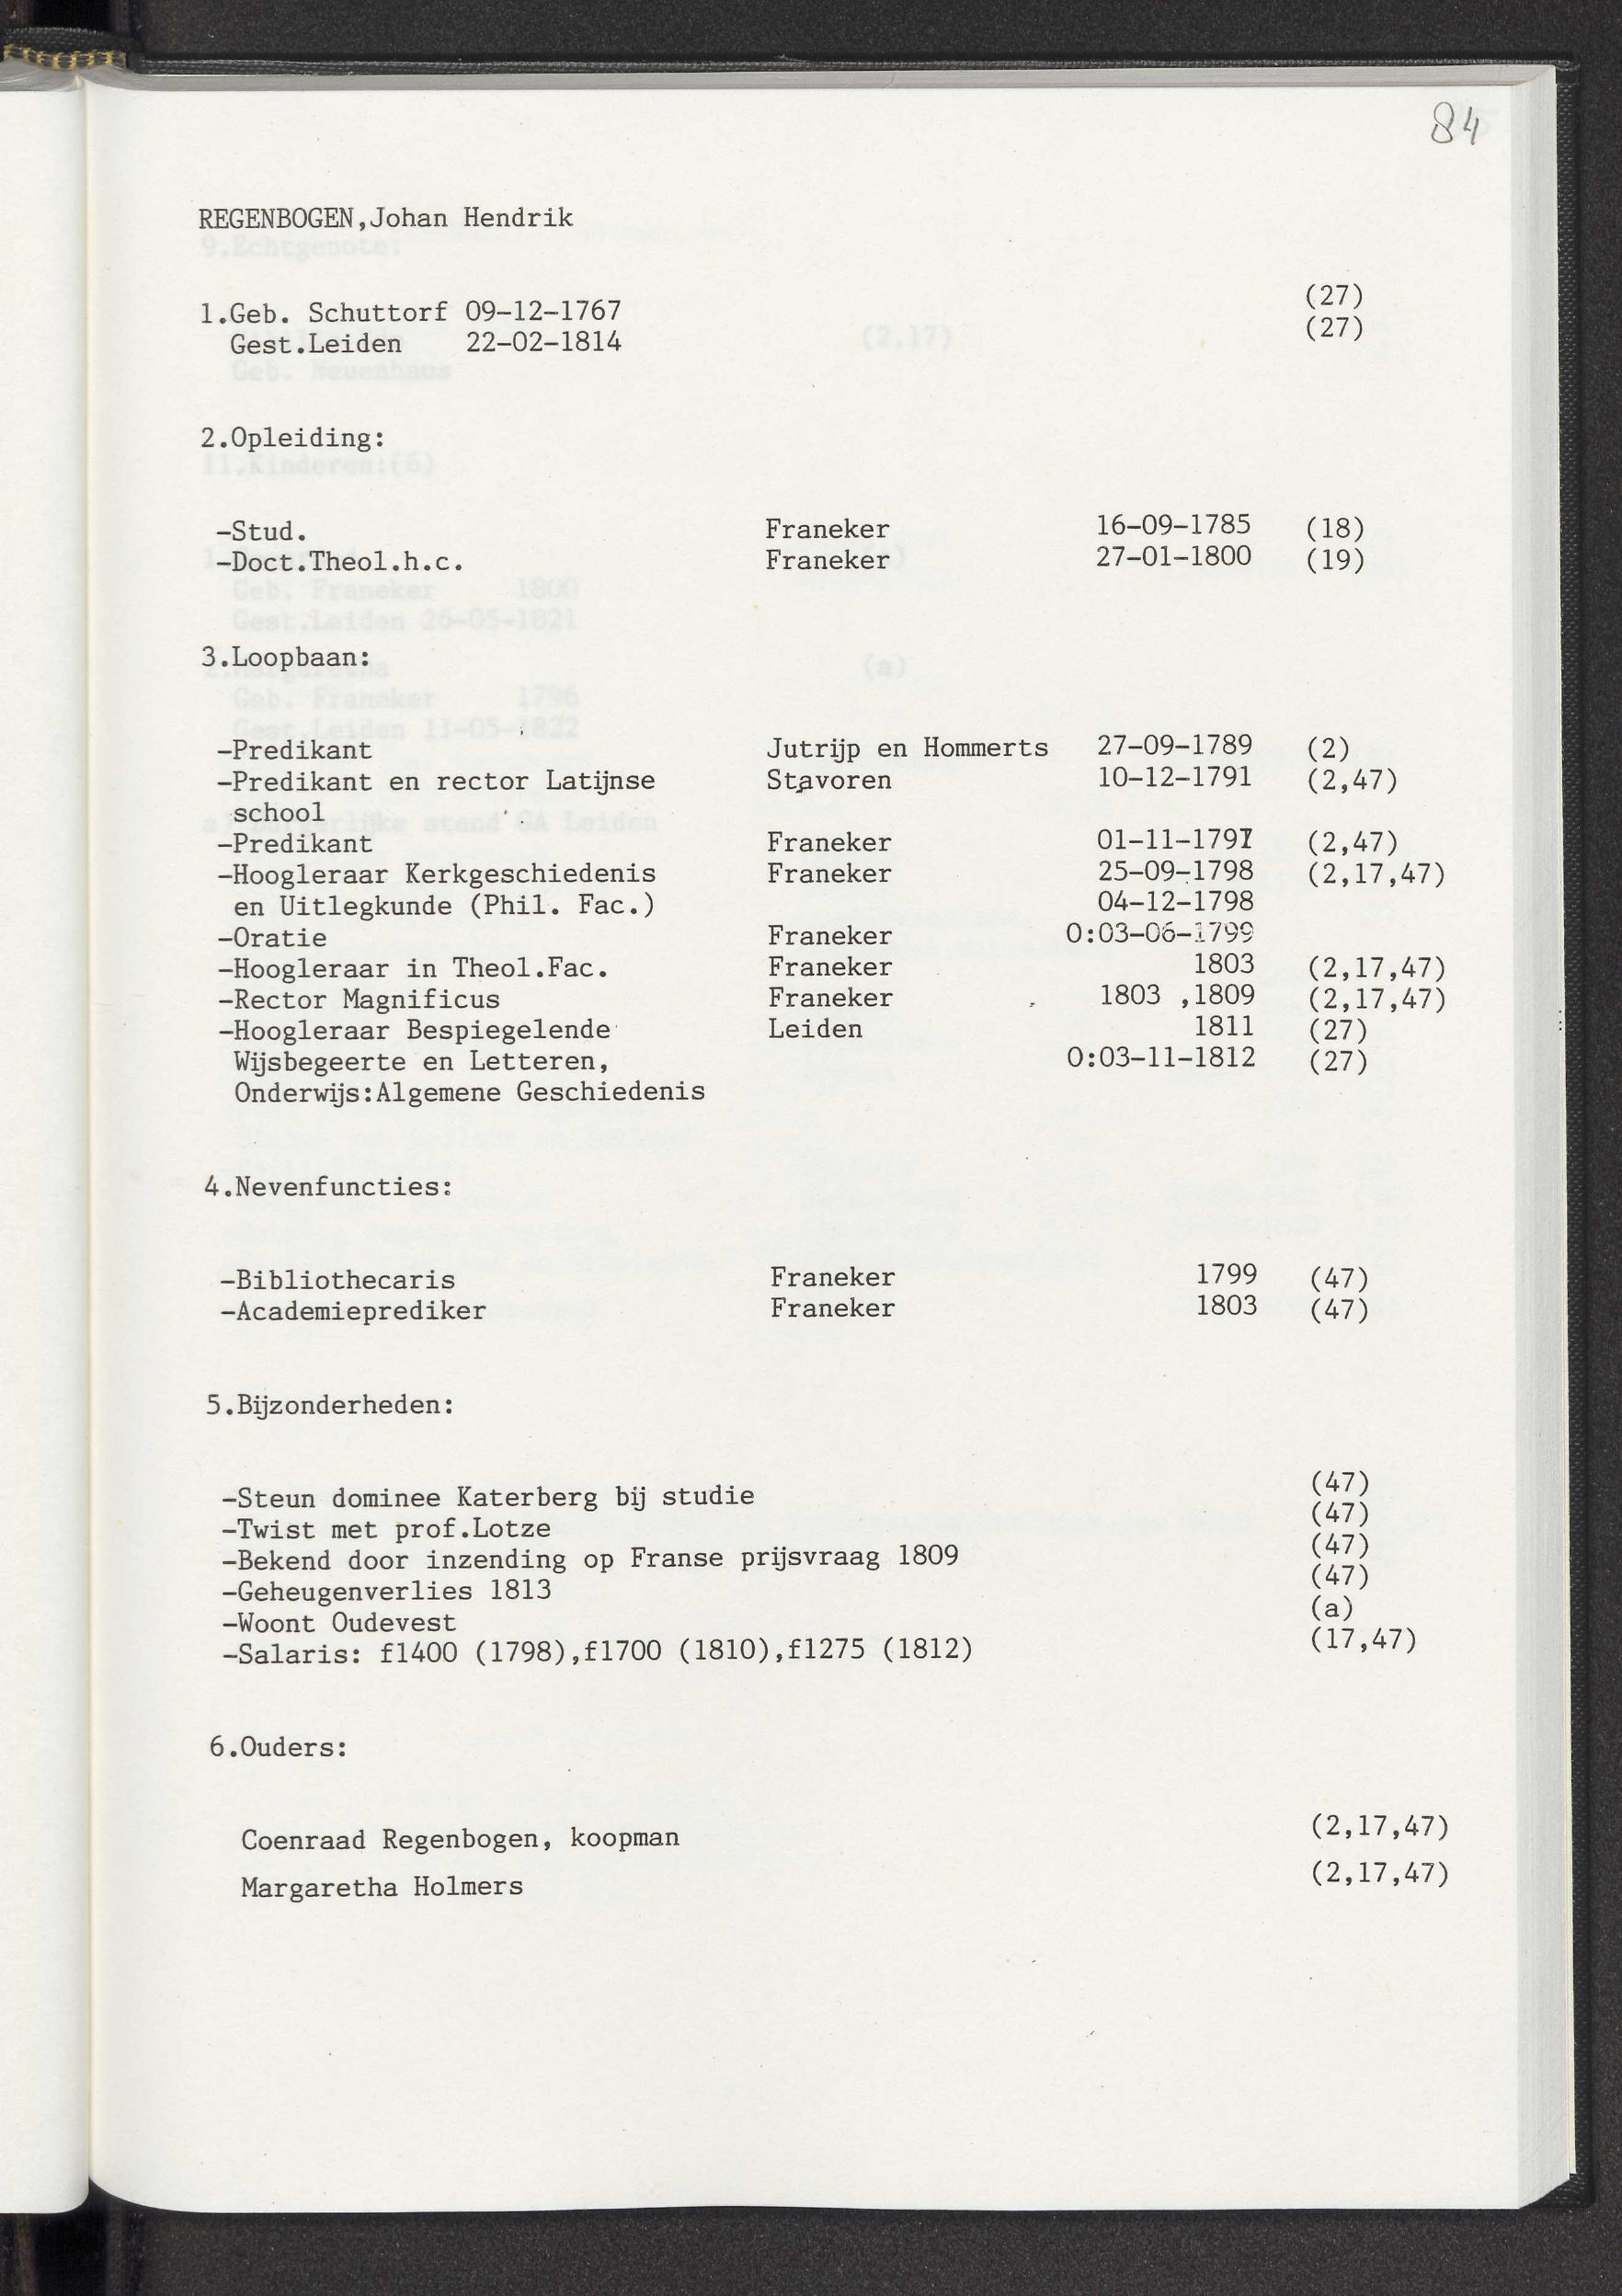 84
REGENBOGEN,Johan Hendrik
1.Geb. Schuttorf 09-12-1767 (27)
Gest.Leiden 22-02-1814 (27)
2.Opleiding:
-Stud. Franeker 16-09-1785 (18)
-Doct.Theol.h.c. Franeker 27-01-1800 (19)
3.Loopbaan:
-Predikant Jutrijp en Hommerts 27-09-1789 (2)
-Predikant en rector Latijnse Stavoren 10-12-1791 (2,47)
school
-Predikant Franeker 01-11-1797 (2,47)
-Hoogleraar Kerkgeschiedenis Franeker 25-09-1798 (2,17,47)
en Uitlegkunde (Phil. Fac.) 04-12-1798
-Oratie Franeker O:03-06-1799
-Hoogleraar in Theol.Fac. Franeker 1803 (2,17,47)
-Rector Magnificus Franeker 1803 ,1809 (2,17,47)
-Hoogleraar Bespiegelende Leiden 1811 (27)
Wijsbegeerte en Letteren, O:03-11-1812 (27)
Onderwijs:Algemene Geschiedenis
4.Nevenfuncties:
-Bibliothecaris Franeker 1799 (47)
-Academieprediker Franeker 1803 (47)
5.Bijzonderheden:
-Steun dominee Katerberg bij studie (47)
-Twist met prof.Lotze (47)
-Bekend door inzending op Franse prijsvraag 1809 (47)
-Geheugenverlies 1813 (47)
-Woont Oudevest (a)
-Salaris: f1400 (1798),f1700 (1810),f1275 (1812) (17,47)
6.Ouders:
Coenraad Regenbogen, koopman (2,17,47)
Margaretha Holmers (2,17,47)